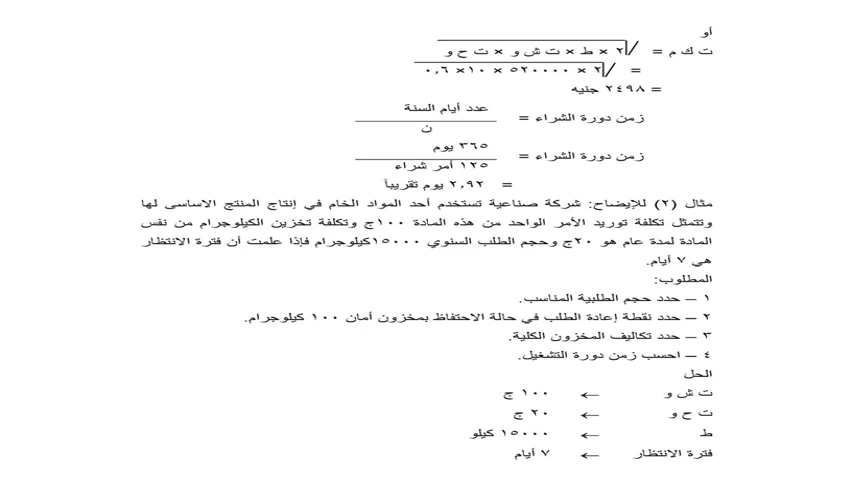 أو
ت ك م = √٢ × ط × ت ش و × ت ح و
= √٢ × ٥٢٠٠٠٠ × ١٠ × ٠,٦
= ٢٤٩٨ جنيه
عدد أيام السنة
زمن دورة الشراء =
ن
٣٦٥ يوم
زمن دورة الشراء =
١٢٥ أمر شراء
= ٢,٩٢ يوم تقريباً
مثال (٢) للإيضاح: شركة صناعية تستخدم أحد المواد الخام في إنتاج المنتج الاساسى لها
وتتمثل تكلفة توريد الأمر الواحد من هذه المادة ١٠٠ج وتكلفة تخزين الكيلوجرام من نفس
المادة لمدة عام هو ٢٠ج وحجم الطلب السنوي ١٥٠٠٠كيلوجرام فإذا علمت أن فترة الانتظار
هي ٧ أيام.
المطلوب:
١ – حدد حجم الطلبية المناسب.
٢ – حدد نقطة إعادة الطلب في حالة الاحتفاظ بمخزون أمان ١٠٠ كيلوجرام.
٣ – حدد تكاليف المخزون الكلية.
٤ – احسب زمن دورة التشغيل.
الحل
ت ش و ← ١٠٠ ج
ت ح و ← ٢٠ ج
ط ← ١٥٠٠٠ كيلو
فترة الانتظار ← ٧ أيام